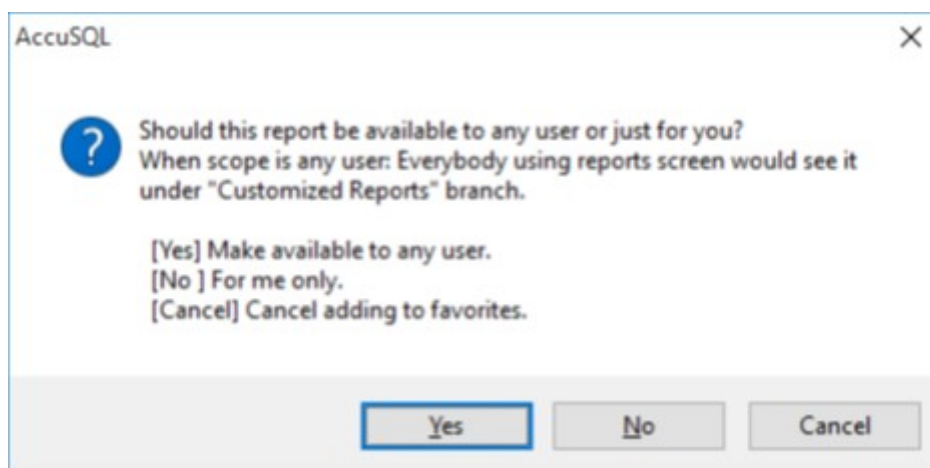 AccuSQL
?
Should this report be available to any user or just for you?
When scope is any user: Everybody using reports screen would see it
under "Customized Reports" branch.
[Yes] Make available to any user.
[No ] For me only.
[Cancel] Cancel adding to favorites.
Yes
No
Cancel